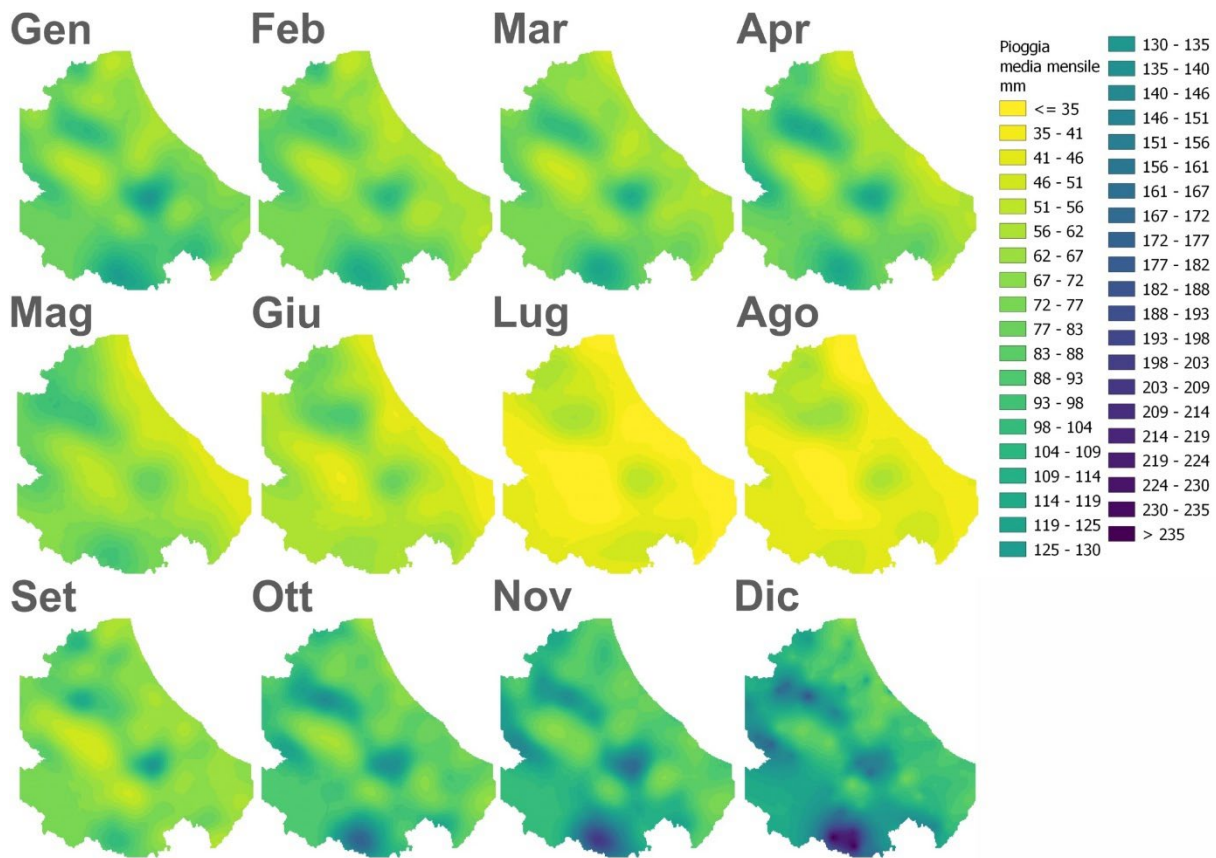 Gen Feb Mar Apr
Mag Giu Lug Ago
Set Ott Nov Dic
Pioggia
media mensile
mm
<= 35
35 - 41
41 - 46
46 - 51
51 - 56
56 - 62
62 - 67
67 - 72
72 - 77
77 - 83
83 - 88
88 - 93
93 - 98
98 - 104
104 - 109
109 - 114
114 - 119
119 - 125
125 - 130
130 - 135
135 - 140
140 - 146
146 - 151
151 - 156
156 - 161
161 - 167
167 - 172
172 - 177
177 - 182
182 - 188
188 - 193
193 - 198
198 - 203
203 - 209
209 - 214
214 - 219
219 - 224
224 - 230
230 - 235
> 235